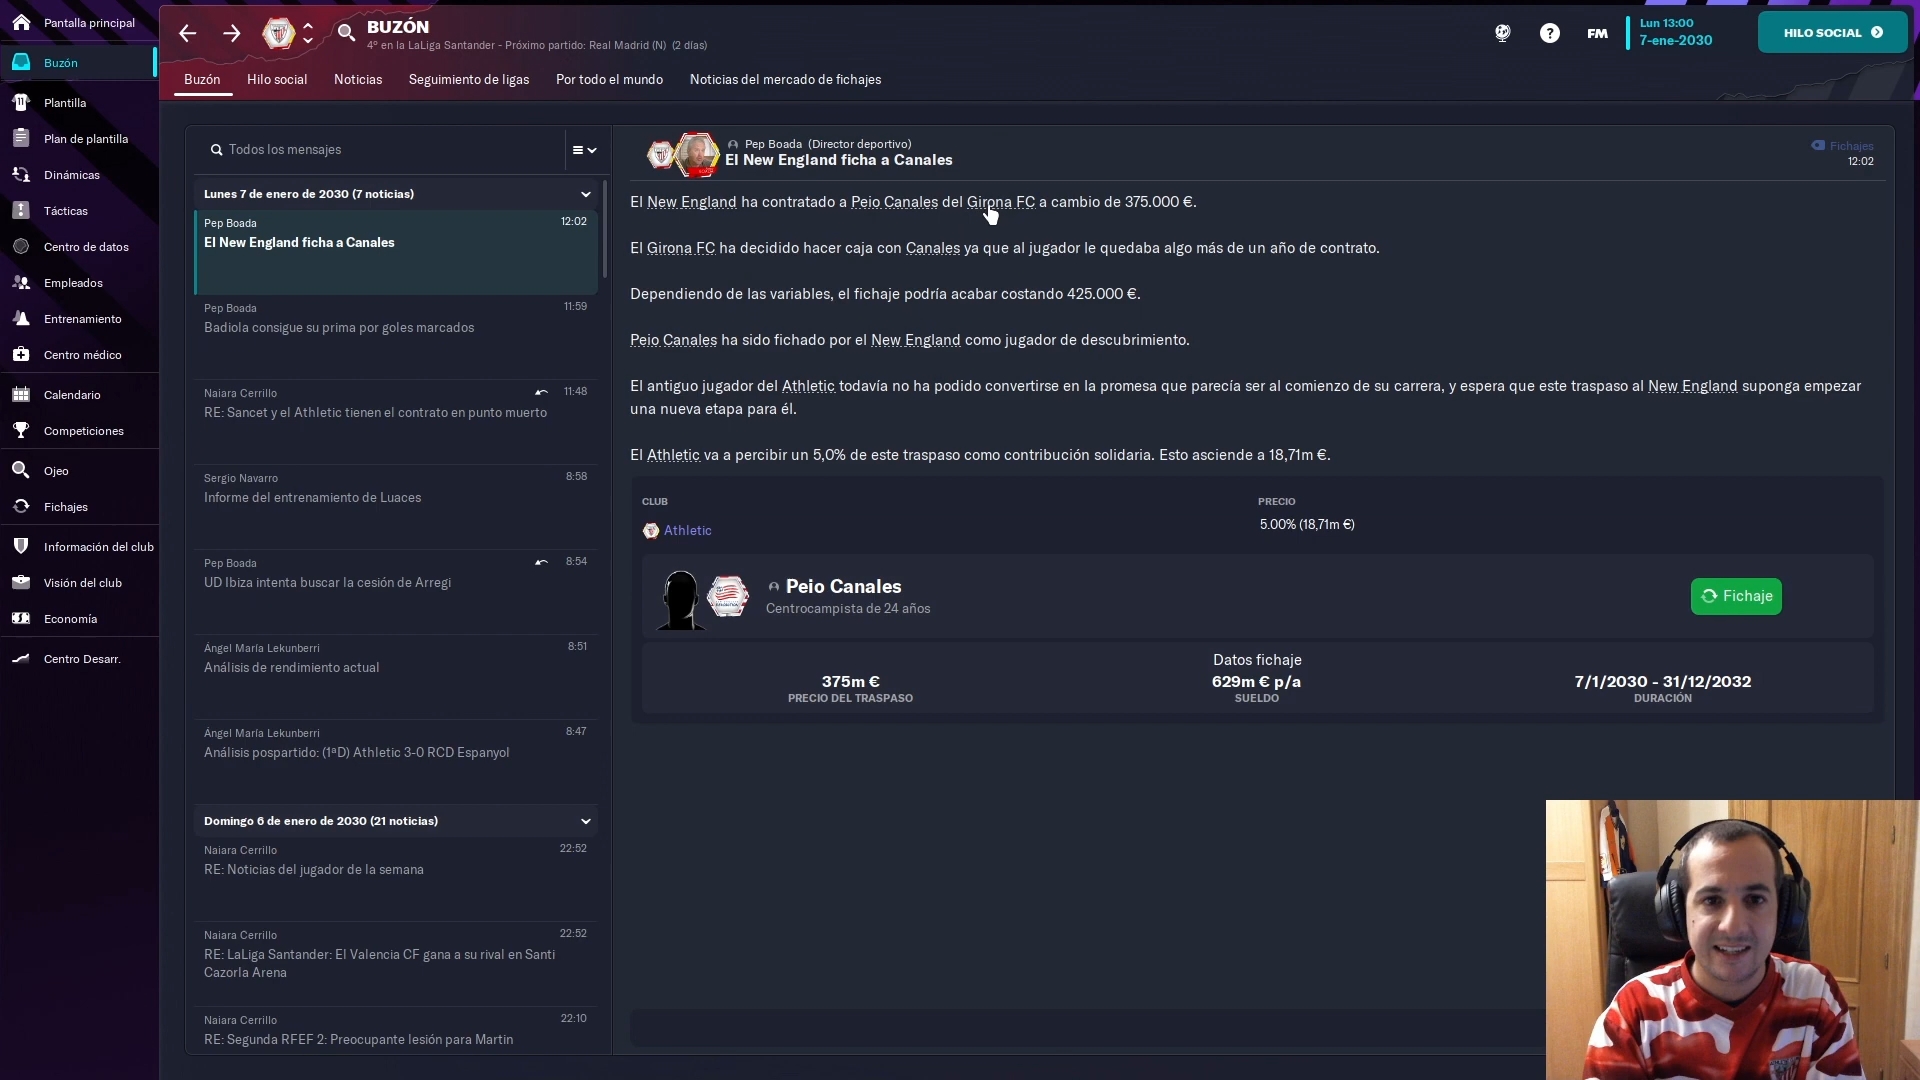 Pantalla principal
Buzón
Plantilla
Plan de plantilla
Dinámicas
Tácticas
Centro de datos
Empleados
Entrenamiento
Centro médico
Calendario
Competiciones
Ojeo
Fichajes
Información del club
Visión del club
Economía
Centro Desarr.
BUZÓN
4º en la LaLiga Santander - Próximo partido: Real Madrid (N) (2 días)
FM
Lun 13:00
7-ene-2030
HILO SOCIAL
Buzón
Hilo social
Noticias
Seguimiento de ligas
Por todo el mundo
Noticias del mercado de fichajes
Todos los mensajes
Lunes 7 de enero de 2030 (7 noticias)
Pep Boada 12:02
El New England ficha a Canales
Pep Boada 11:59
Badiola consigue su prima por goles marcados
Naiara Cerrillo 11:48
RE: Sancet y el Athletic tienen el contrato en punto muerto
Sergio Navarro 8:58
Informe del entrenamiento de Luaces
Pep Boada 8:54
UD Ibiza intenta buscar la cesión de Arregi
Ángel María Lekunberri 8:51
Análisis de rendimiento actual
Ángel María Lekunberri 8:47
Análisis pospartido: (1ªD) Athletic 3-0 RCD Espanyol
Domingo 6 de enero de 2030 (21 noticias)
Naiara Cerrillo 22:52
RE: Noticias del jugador de la semana
Naiara Cerrillo 22:52
RE: LaLiga Santander: El Valencia CF gana a su rival en Santi
Cazorla Arena
Naiara Cerrillo 22:10
RE: Segunda RFEF 2: Preocupante lesión para Martin
Pep Boada (Director deportivo)
El New England ficha a Canales
Fichajes
12:02
El New England ha contratado a Peio Canales del Girona FC a cambio de 375.000 €.
El Girona FC ha decidido hacer caja con Canales ya que al jugador le quedaba algo más de un año de contrato.
Dependiendo de las variables, el fichaje podría acabar costando 425.000 €.
Peio Canales ha sido fichado por el New England como jugador de descubrimiento.
El antiguo jugador del Athletic todavía no ha podido convertirse en la promesa que parecía ser al comienzo de su carrera, y espera que este traspaso al New England suponga empezar
una nueva etapa para él.
El Athletic va a percibir un 5,0% de este traspaso como contribución solidaria. Esto asciende a 18,71m €.
CLUB PRECIO
Athletic 5.00% (18,71m €)
Peio Canales
Centrocampista de 24 años
Fichaje
Datos fichaje
375m € 629m € p/a 7/1/2030 - 31/12/2032
PRECIO DEL TRASPASO SUELDO DURACIÓN